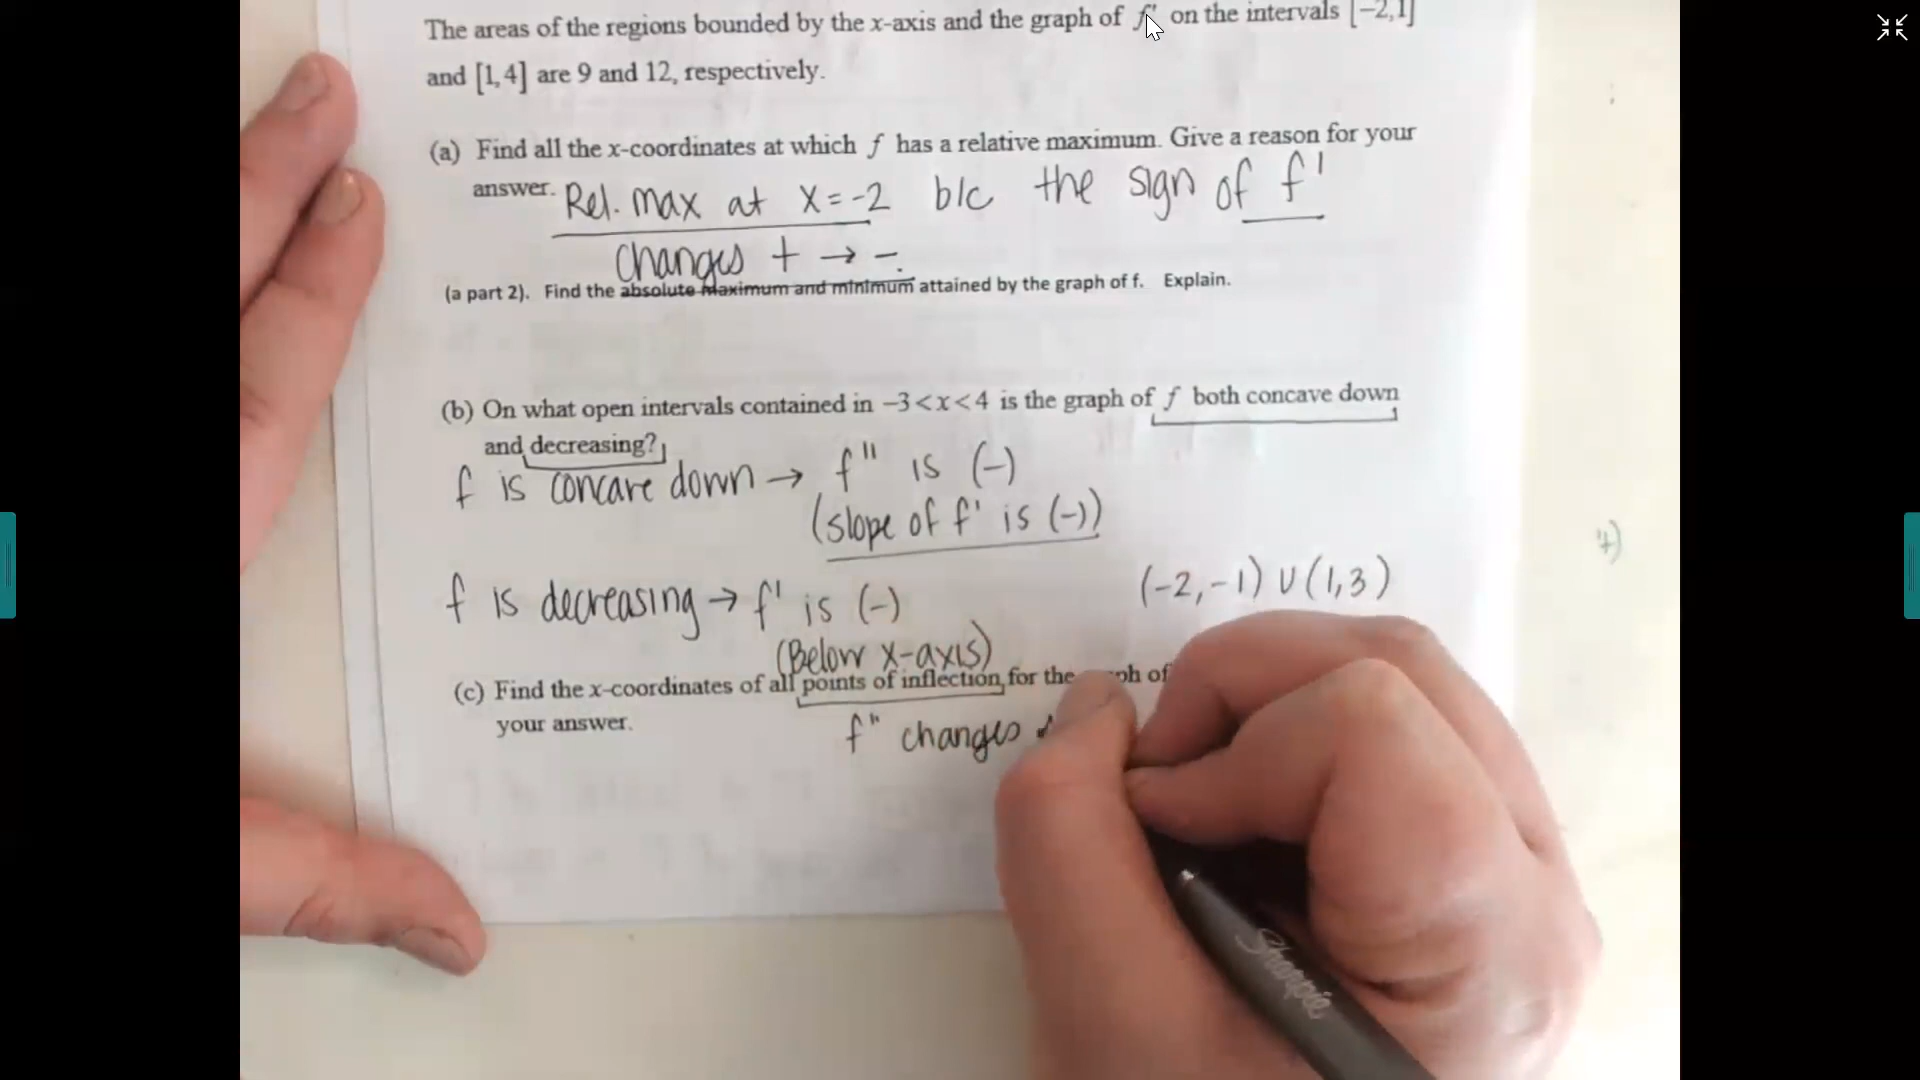 The areas of the regions bounded by the x-axis and the graph of f' on the intervals [−2,1]
and [1,4] are 9 and 12, respectively.
(a) Find all the x-coordinates at which f has a relative maximum. Give a reason for your
answer. Rel. max at x = -2 b/c the sign of f'
changes + → -.
(a part 2). Find the absolute maximum and minimum attained by the graph of f. Explain.
(b) On what open intervals contained in −3<x<4 is the graph of f both concave down
and decreasing?
f is concave down → f" is (-)
(slope of f' is (-))
(-2,-1) ∪ (1,3)
f is decreasing → f' is (-)
(Below x-axis)
(c) Find the x-coordinates of all points of inflection for the of
your answer.
f" changes
Sharpie